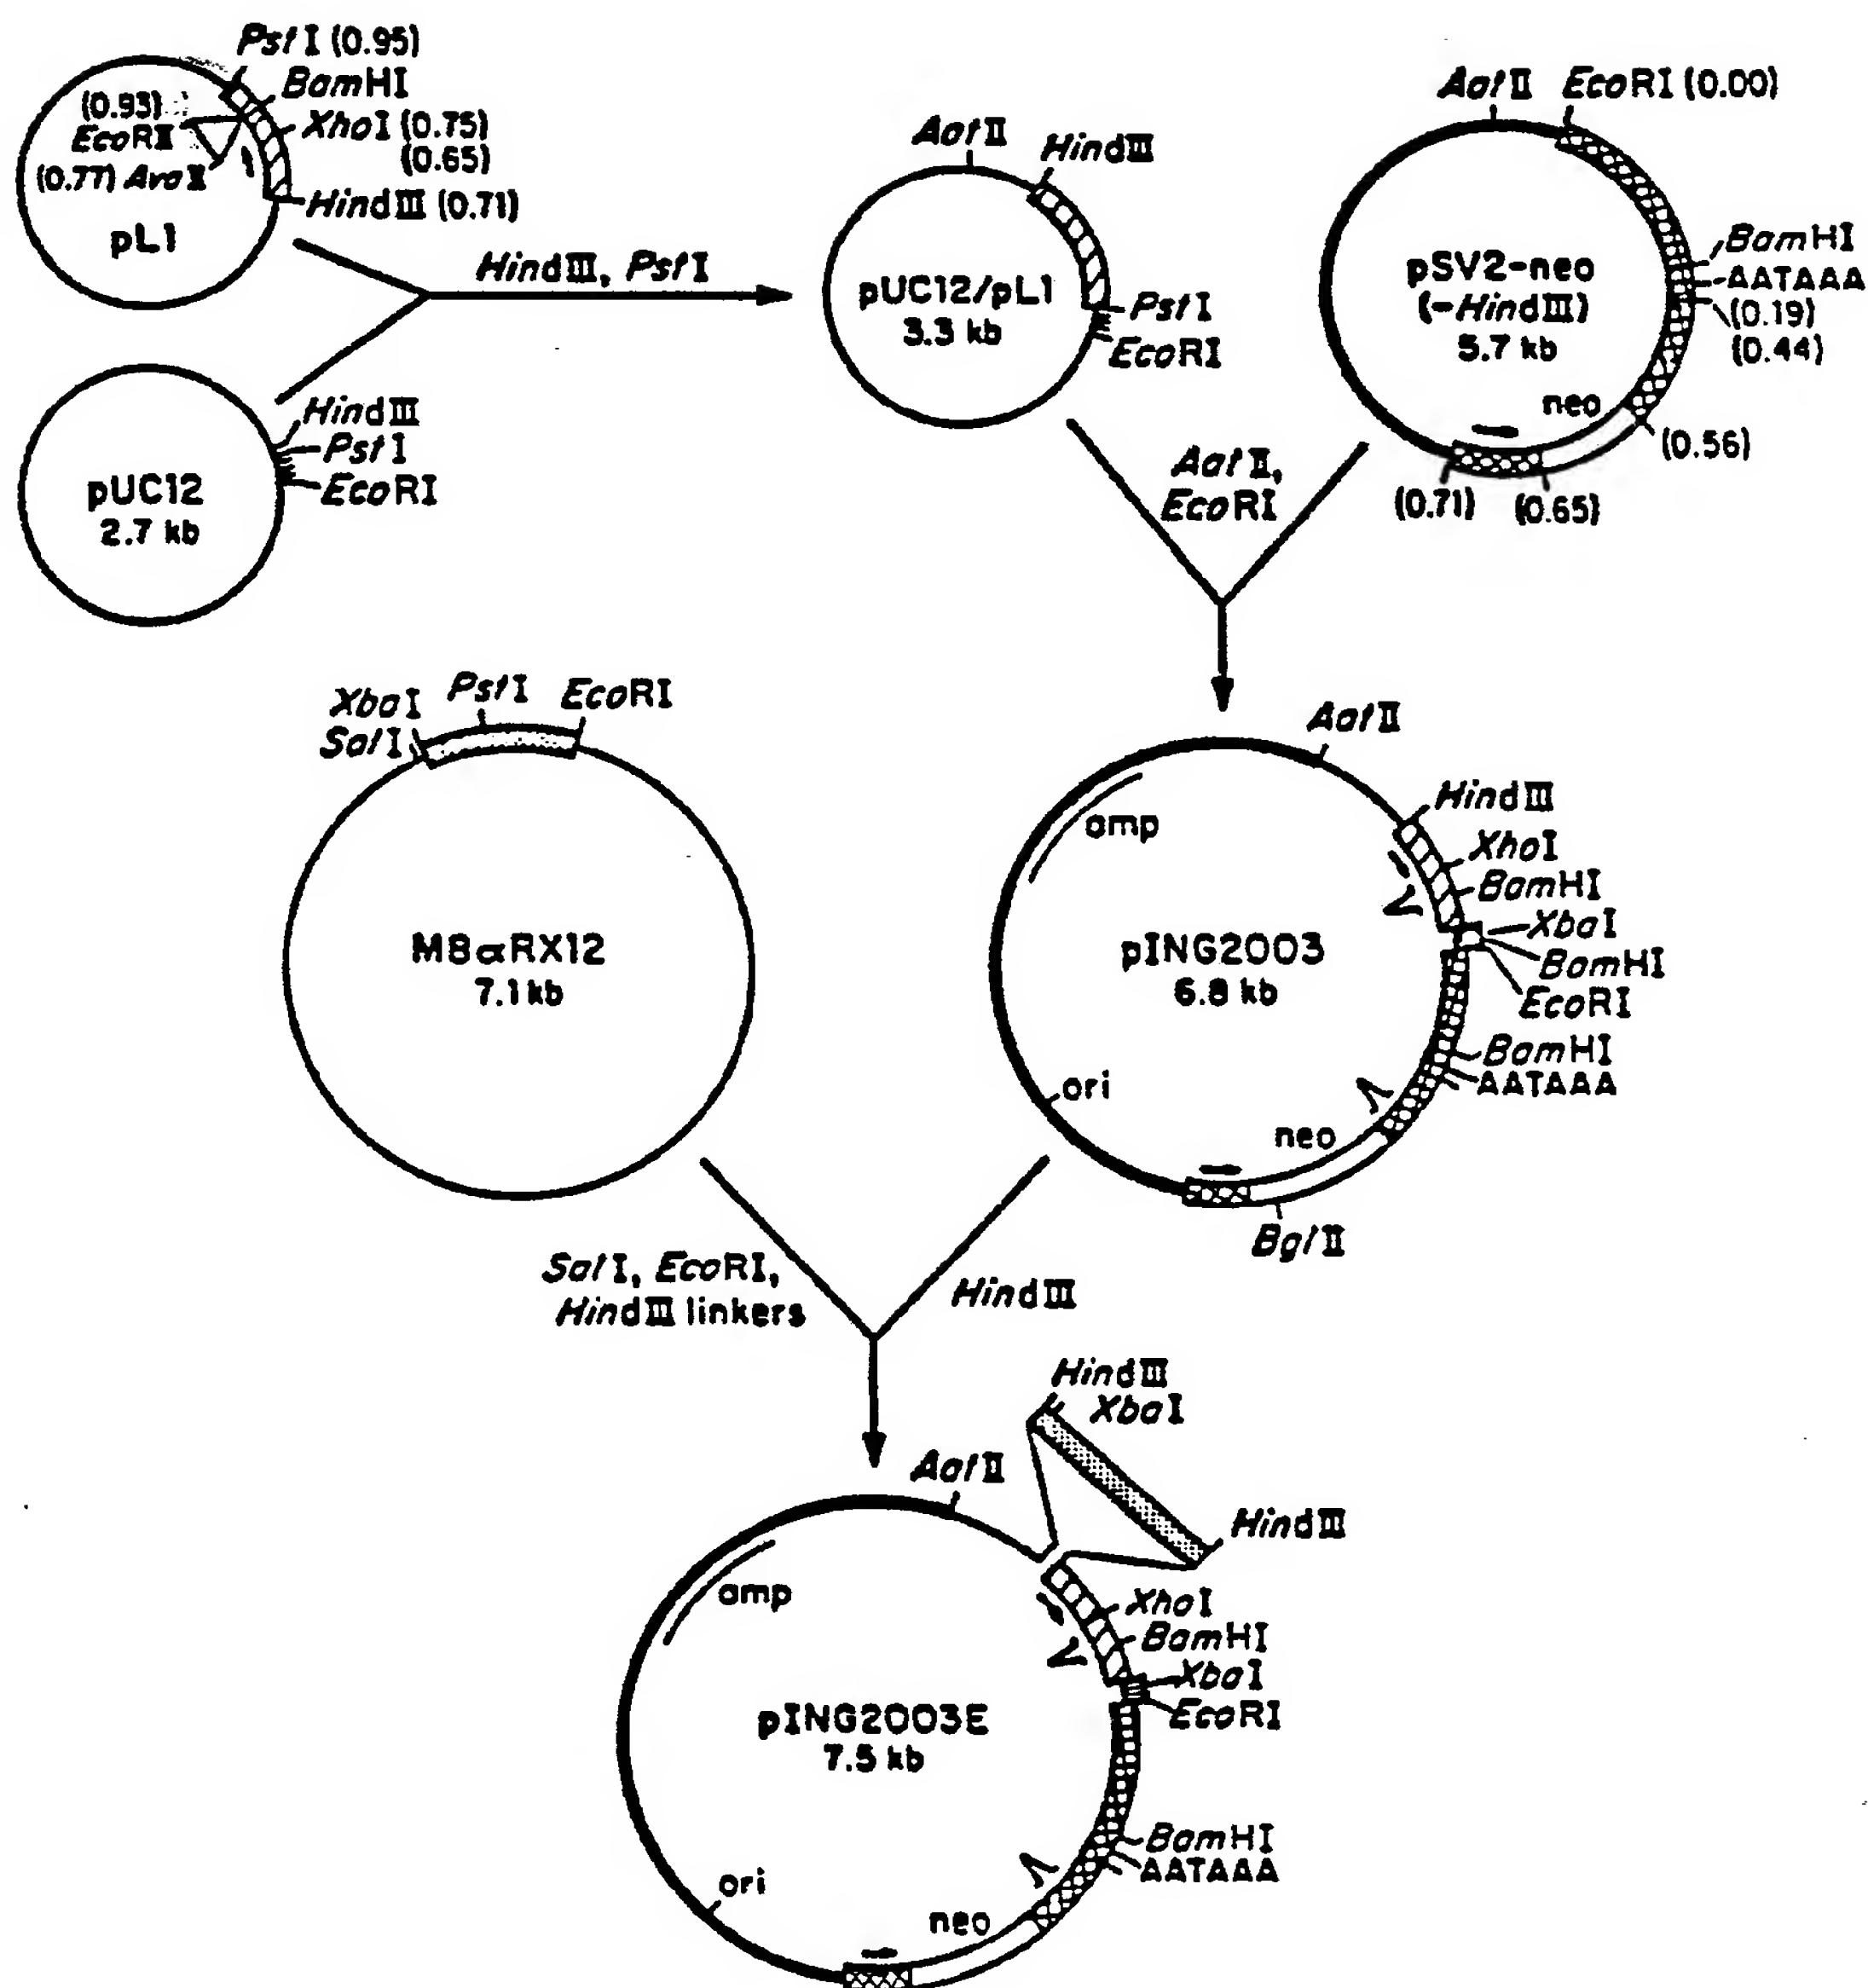 PstI (0.95)
BamHI
XhoI (0.75)
(0.65)
HindIII (0.71)
(0.93)
EcoRII
(0.77) AvaII
pL1
HindIII, PstI
HindIII
PstI
EcoRI
pUC12
2.7 kb
AatII
HindIII
pUC12/pL1
3.3 kb
PstI
EcoRI
AatII
EcoRI (0.00)
BamHI
AATAAA
(0.19)
(0.44)
pSV2-neo
(-HindIII)
5.7 kb
neo
(0.56)
(0.71)
(0.65)
AatII,
EcoRI
XbaI
SalI
PstI
EcoRI
M8αRX12
7.1 kb
AatII
HindIII
XhoI
BamHI
XbaI
BamHI
EcoRI
BamHI
AATAAA
amp
pING2003
6.8 kb
ori
neo
BglII
SalI, EcoRI,
HindIII linkers
HindIII
HindIII
XbaI
HindIII
AatII
XhoI
BamHI
XbaI
EcoRI
amp
pING2003E
7.5 kb
BamHI
AATAAA
ori
neo